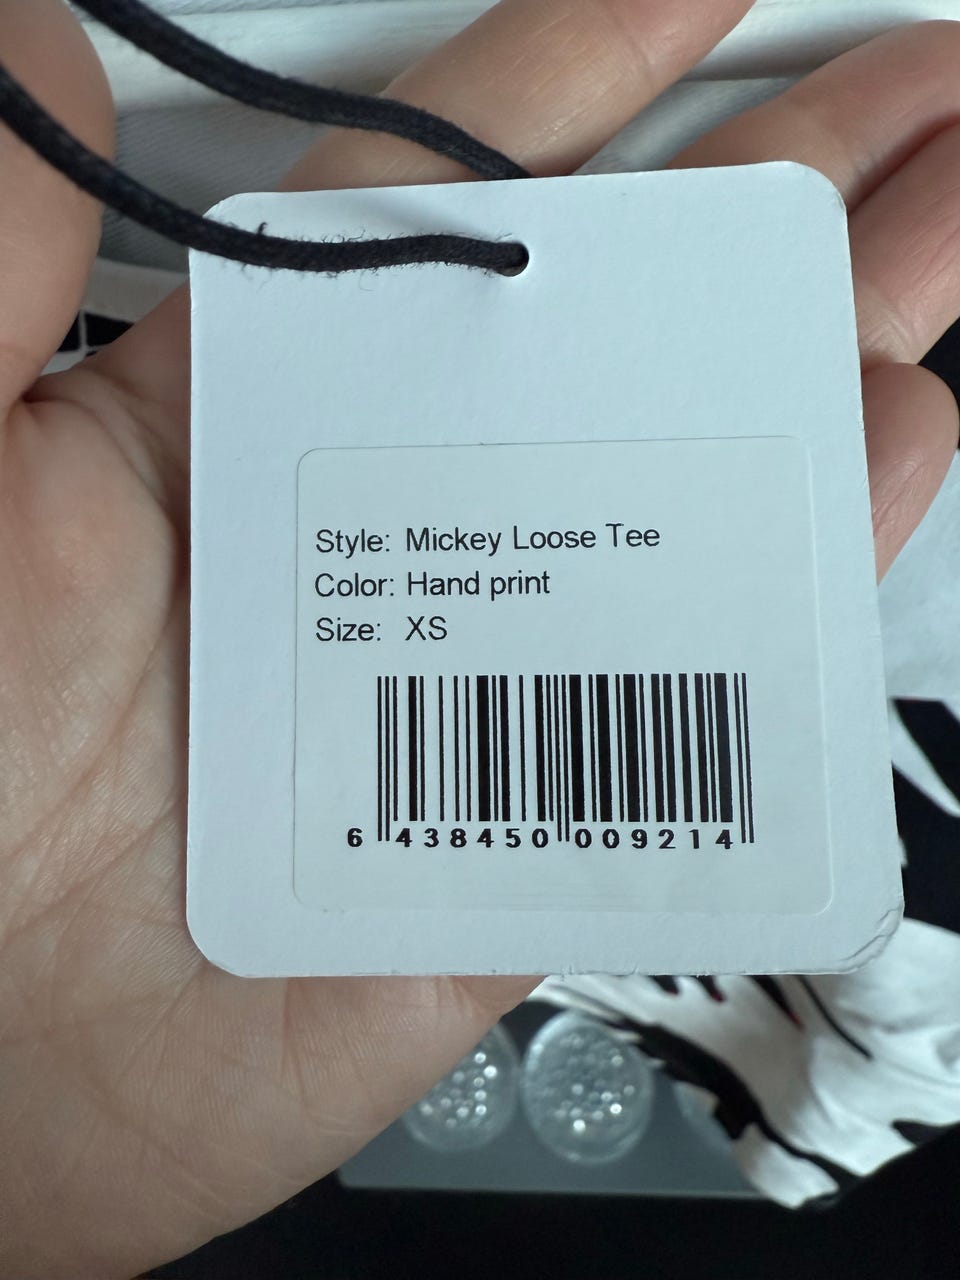 Style: Mickey Loose Tee
Color: Hand print
Size: XS
6 438450 009214